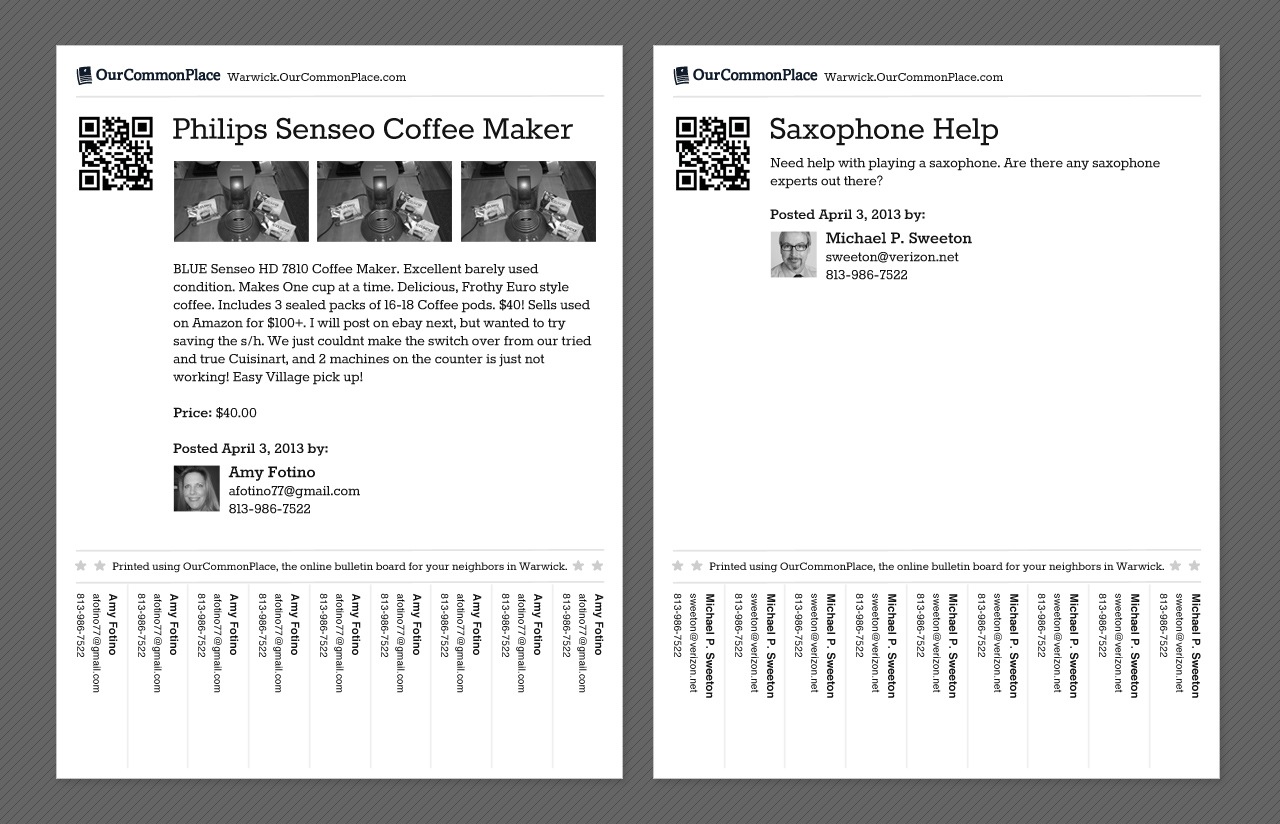 OurCommonPlace Warwick.OurCommonPlace.com
Philips Senseo Coffee Maker
BLUE Senseo HD 7810 Coffee Maker. Excellent barely used
condition. Makes One cup at a time. Delicious, Frothy Euro style
coffee. Includes 3 sealed packs of 16-18 Coffee pods. $40! Sells used
on Amazon for $100+. I will post on ebay next, but wanted to try
saving the s/h. We just couldnt make the switch over from our tried
and true Cuisinart, and 2 machines on the counter is just not
working! Easy Village pick up!
Price: $40.00
Posted April 3, 2013 by:
Amy Fotino
afotino77@gmail.com
813-986-7522
Printed using OurCommonPlace, the online bulletin board for your neighbors in Warwick.
Amy Fotino
afotino77@gmail.com
813-986-7522
Amy Fotino
afotino77@gmail.com
813-986-7522
Amy Fotino
afotino77@gmail.com
813-986-7522
Amy Fotino
afotino77@gmail.com
813-986-7522
Amy Fotino
afotino77@gmail.com
813-986-7522
Amy Fotino
afotino77@gmail.com
813-986-7522
Amy Fotino
afotino77@gmail.com
813-986-7522
Amy Fotino
afotino77@gmail.com
813-986-7522
Amy Fotino
afotino77@gmail.com
813-986-7522
OurCommonPlace Warwick.OurCommonPlace.com
Saxophone Help
Need help with playing a saxophone. Are there any saxophone
experts out there?
Posted April 3, 2013 by:
Michael P. Sweeton
sweeton@verizon.net
813-986-7522
Printed using OurCommonPlace, the online bulletin board for your neighbors in Warwick.
Michael P. Sweeton
sweeton@verizon.net
813-986-7522
Michael P. Sweeton
sweeton@verizon.net
813-986-7522
Michael P. Sweeton
sweeton@verizon.net
813-986-7522
Michael P. Sweeton
sweeton@verizon.net
813-986-7522
Michael P. Sweeton
sweeton@verizon.net
813-986-7522
Michael P. Sweeton
sweeton@verizon.net
813-986-7522
Michael P. Sweeton
sweeton@verizon.net
813-986-7522
Michael P. Sweeton
sweeton@verizon.net
813-986-7522
Michael P. Sweeton
sweeton@verizon.net
813-986-7522